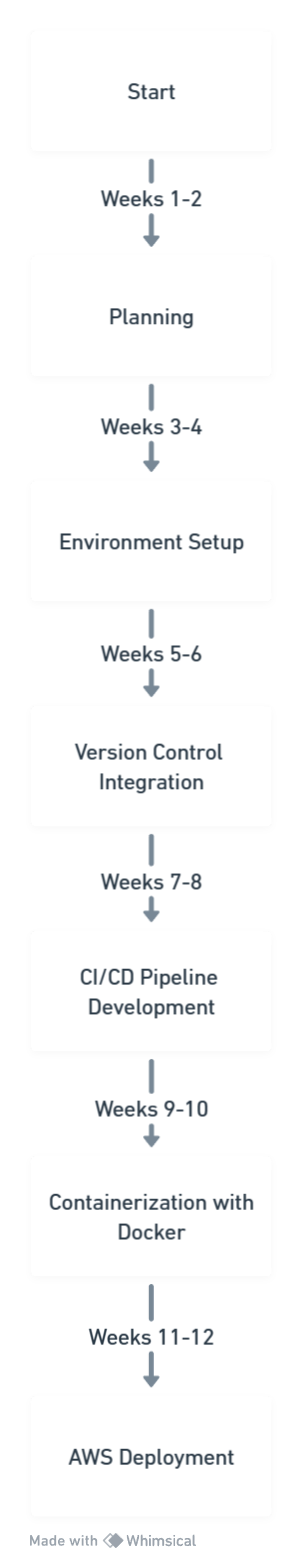 Start
Weeks 1-2
Planning
Weeks 3-4
Environment Setup
Weeks 5-6
Version Control
Integration
Weeks 7-8
CI/CD Pipeline
Development
Weeks 9-10
Containerization with
Docker
Weeks 11-12
AWS Deployment
Made with Whimsical